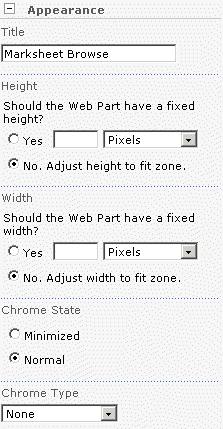 Appearance
Title
Marksheet Browse
Height
Should the Web Part have a fixed
height?
Yes Pixels
No. Adjust height to fit zone.
Width
Should the Web Part have a fixed
width?
Yes Pixels
No. Adjust width to fit zone.
Chrome State
Minimized
Normal
Chrome Type
None